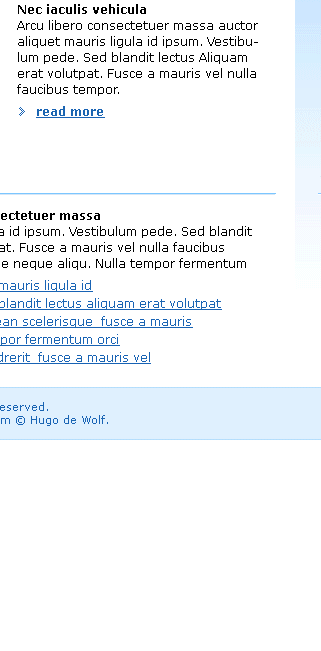 Nec iaculis vehicula
Arcu libero consectetuer massa auctor
aliquet mauris ligula id ipsum. Vestibu-
lum pede. Sed blandit lectus Aliquam
erat volutpat. Fusce a mauris vel nulla
faucibus tempor.
read more
ectetuer massa
a id ipsum. Vestibulum pede. Sed blandit
at. Fusce a mauris vel nulla faucibus
e neque aliqu. Nulla tempor fermentum
mauris ligula id
blandit lectus aliquam erat volutpat
ean scelerisque fusce a mauris
por fermentum orci
drerit fusce a mauris vel
eserved.
m © Hugo de Wolf.